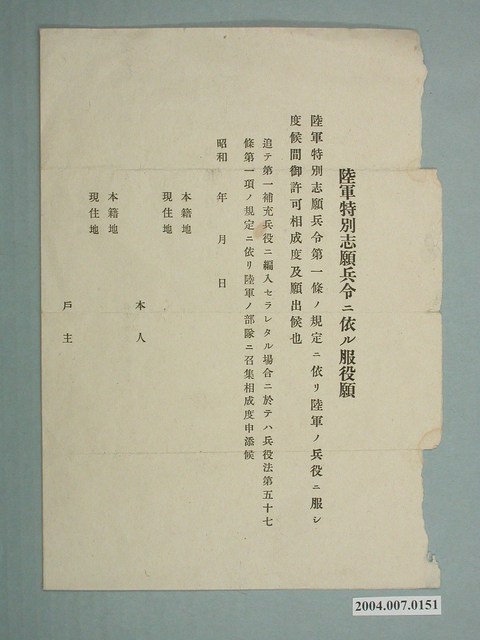 陸軍特別志願兵令ニ依ル服役願
陸軍特別志願兵令第一條ノ規定ニ依リ陸軍ノ兵役ニ服シ
度候間御許可相成度及願出候也
追テ第一補充兵役ニ編入セラレタル場合ニ於テハ兵役法第五十七
條第一項ノ規定ニ依リ陸軍ノ部隊ニ召集相成度申添候
昭和 年 月 日
本籍地
現住地
本人
本籍地
現住地
戶主
2004.007.0151